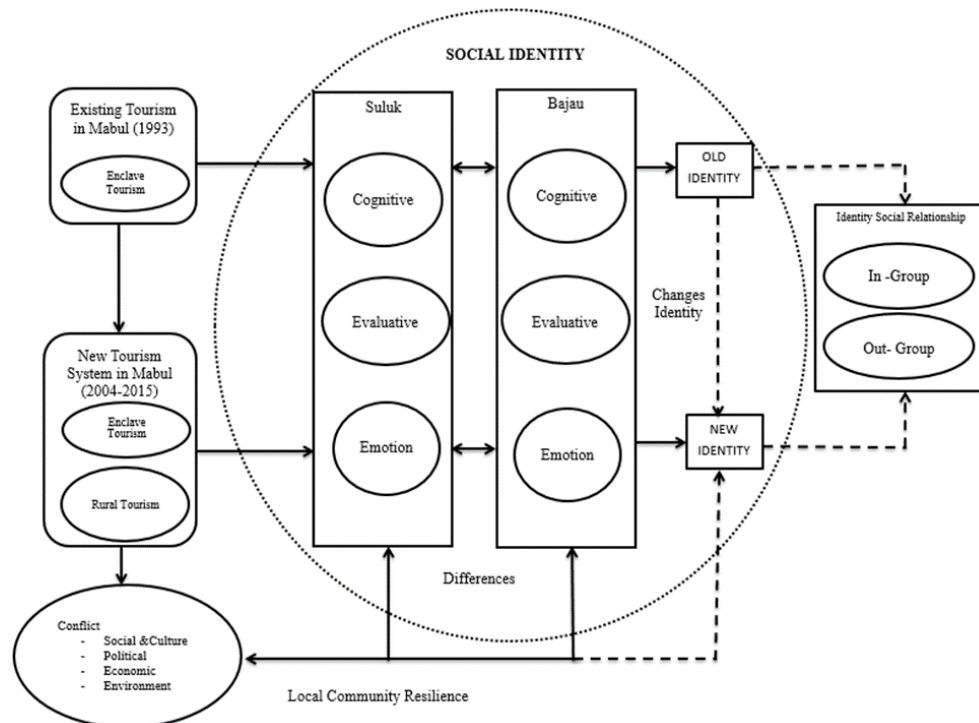 SOCIAL IDENTITY
Existing Tourism
in Mabul (1993)
Enclave
Tourism
New Tourism
System in Mabul
(2004-2015)
Enclave
Tourism
Rural Tourism
Conflict
- Social &Culture
- Political
- Economic
- Environment
Suluk
Cognitive
Evaluative
Emotion
Bajau
Cognitive
Evaluative
Emotion
Differences
Local Community Resilience
OLD
IDENTITY
Changes
Identity
NEW
IDENTITY
Identity Social Relationship
In -Group
Out- Group